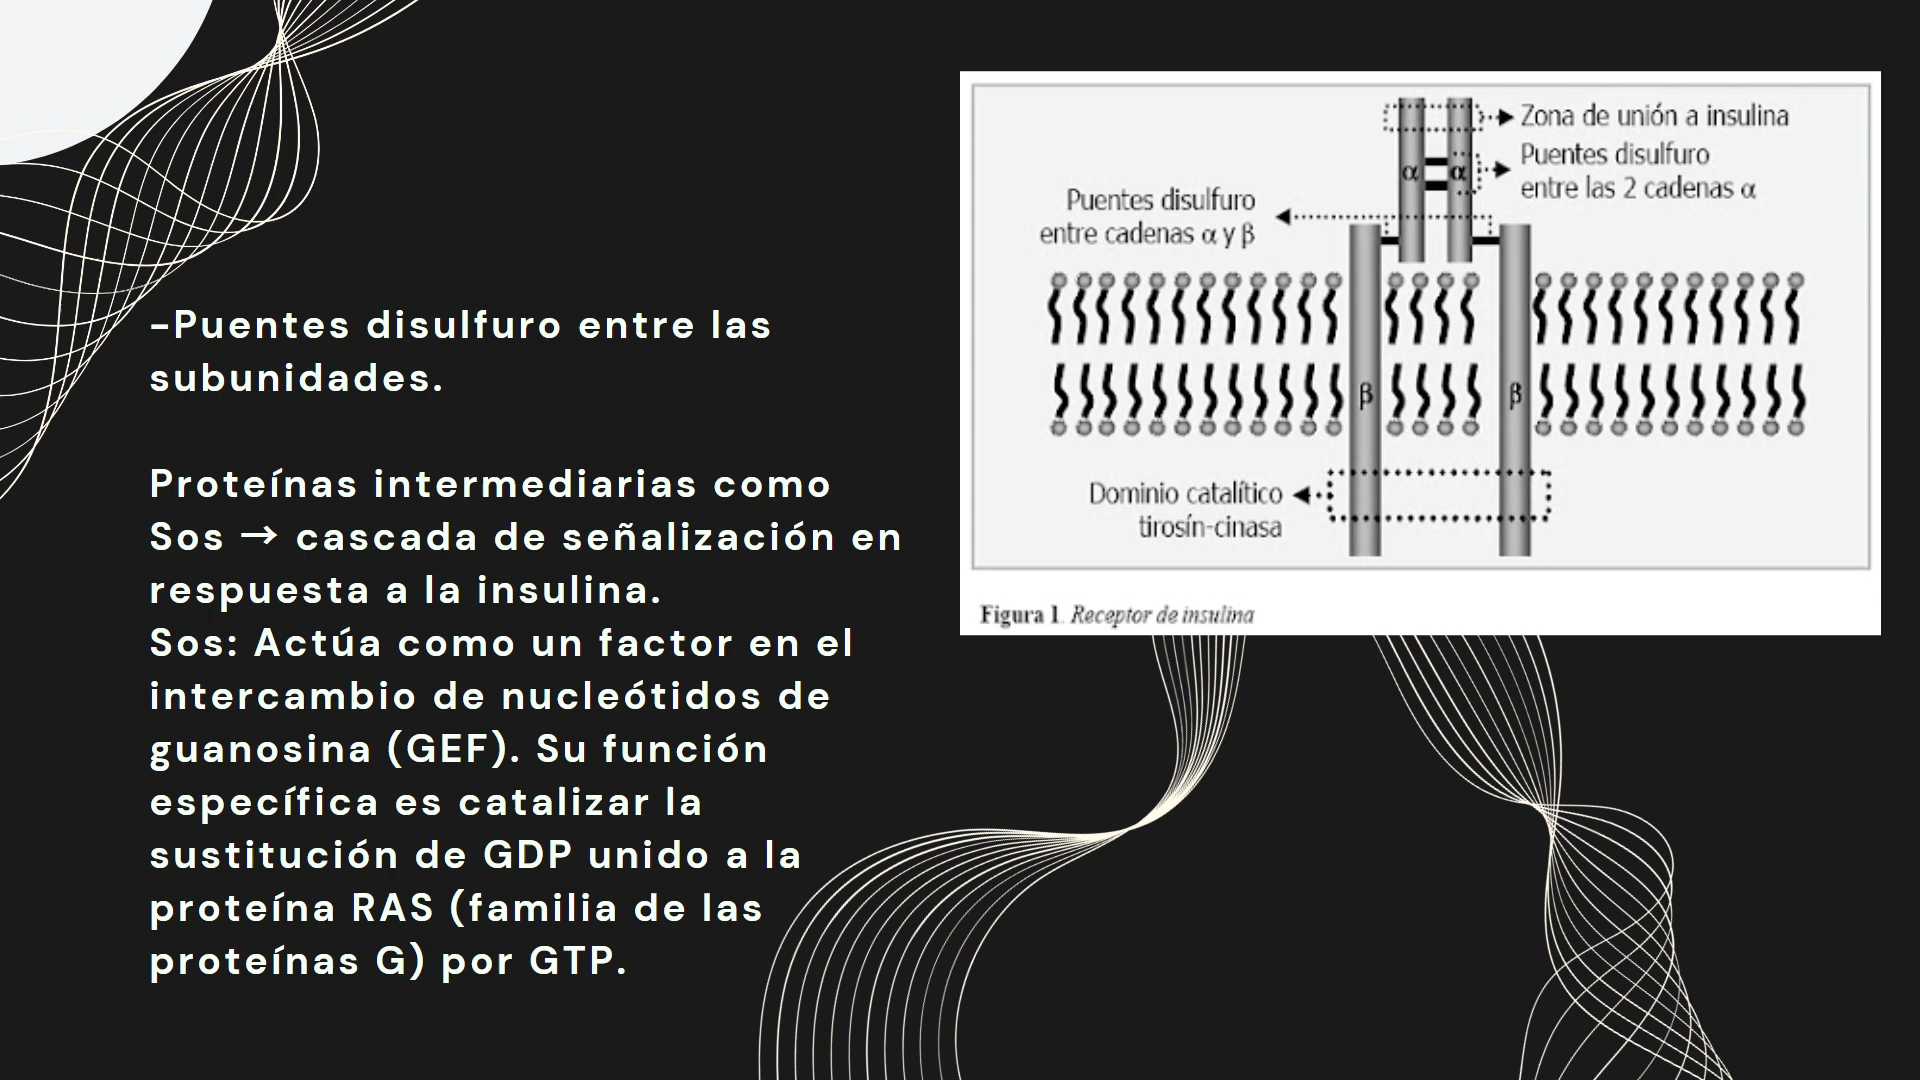 -Puentes disulfuro entre las
subunidades.
Proteínas intermediarias como
Sos → cascada de señalización en
respuesta a la insulina.
Sos: Actúa como un factor en el
intercambio de nucleótidos de
guanosina (GEF). Su función
específica es catalizar la
sustitución de GDP unido a la
proteína RAS (familia de las
proteínas G) por GTP.
Zona de unión a insulina
Puentes disulfuro
entre las 2 cadenas α
α α
Puentes disulfuro
entre cadenas α y β
β β
Dominio catalítico
tirosín-cinasa
Figura 1. Receptor de insulina